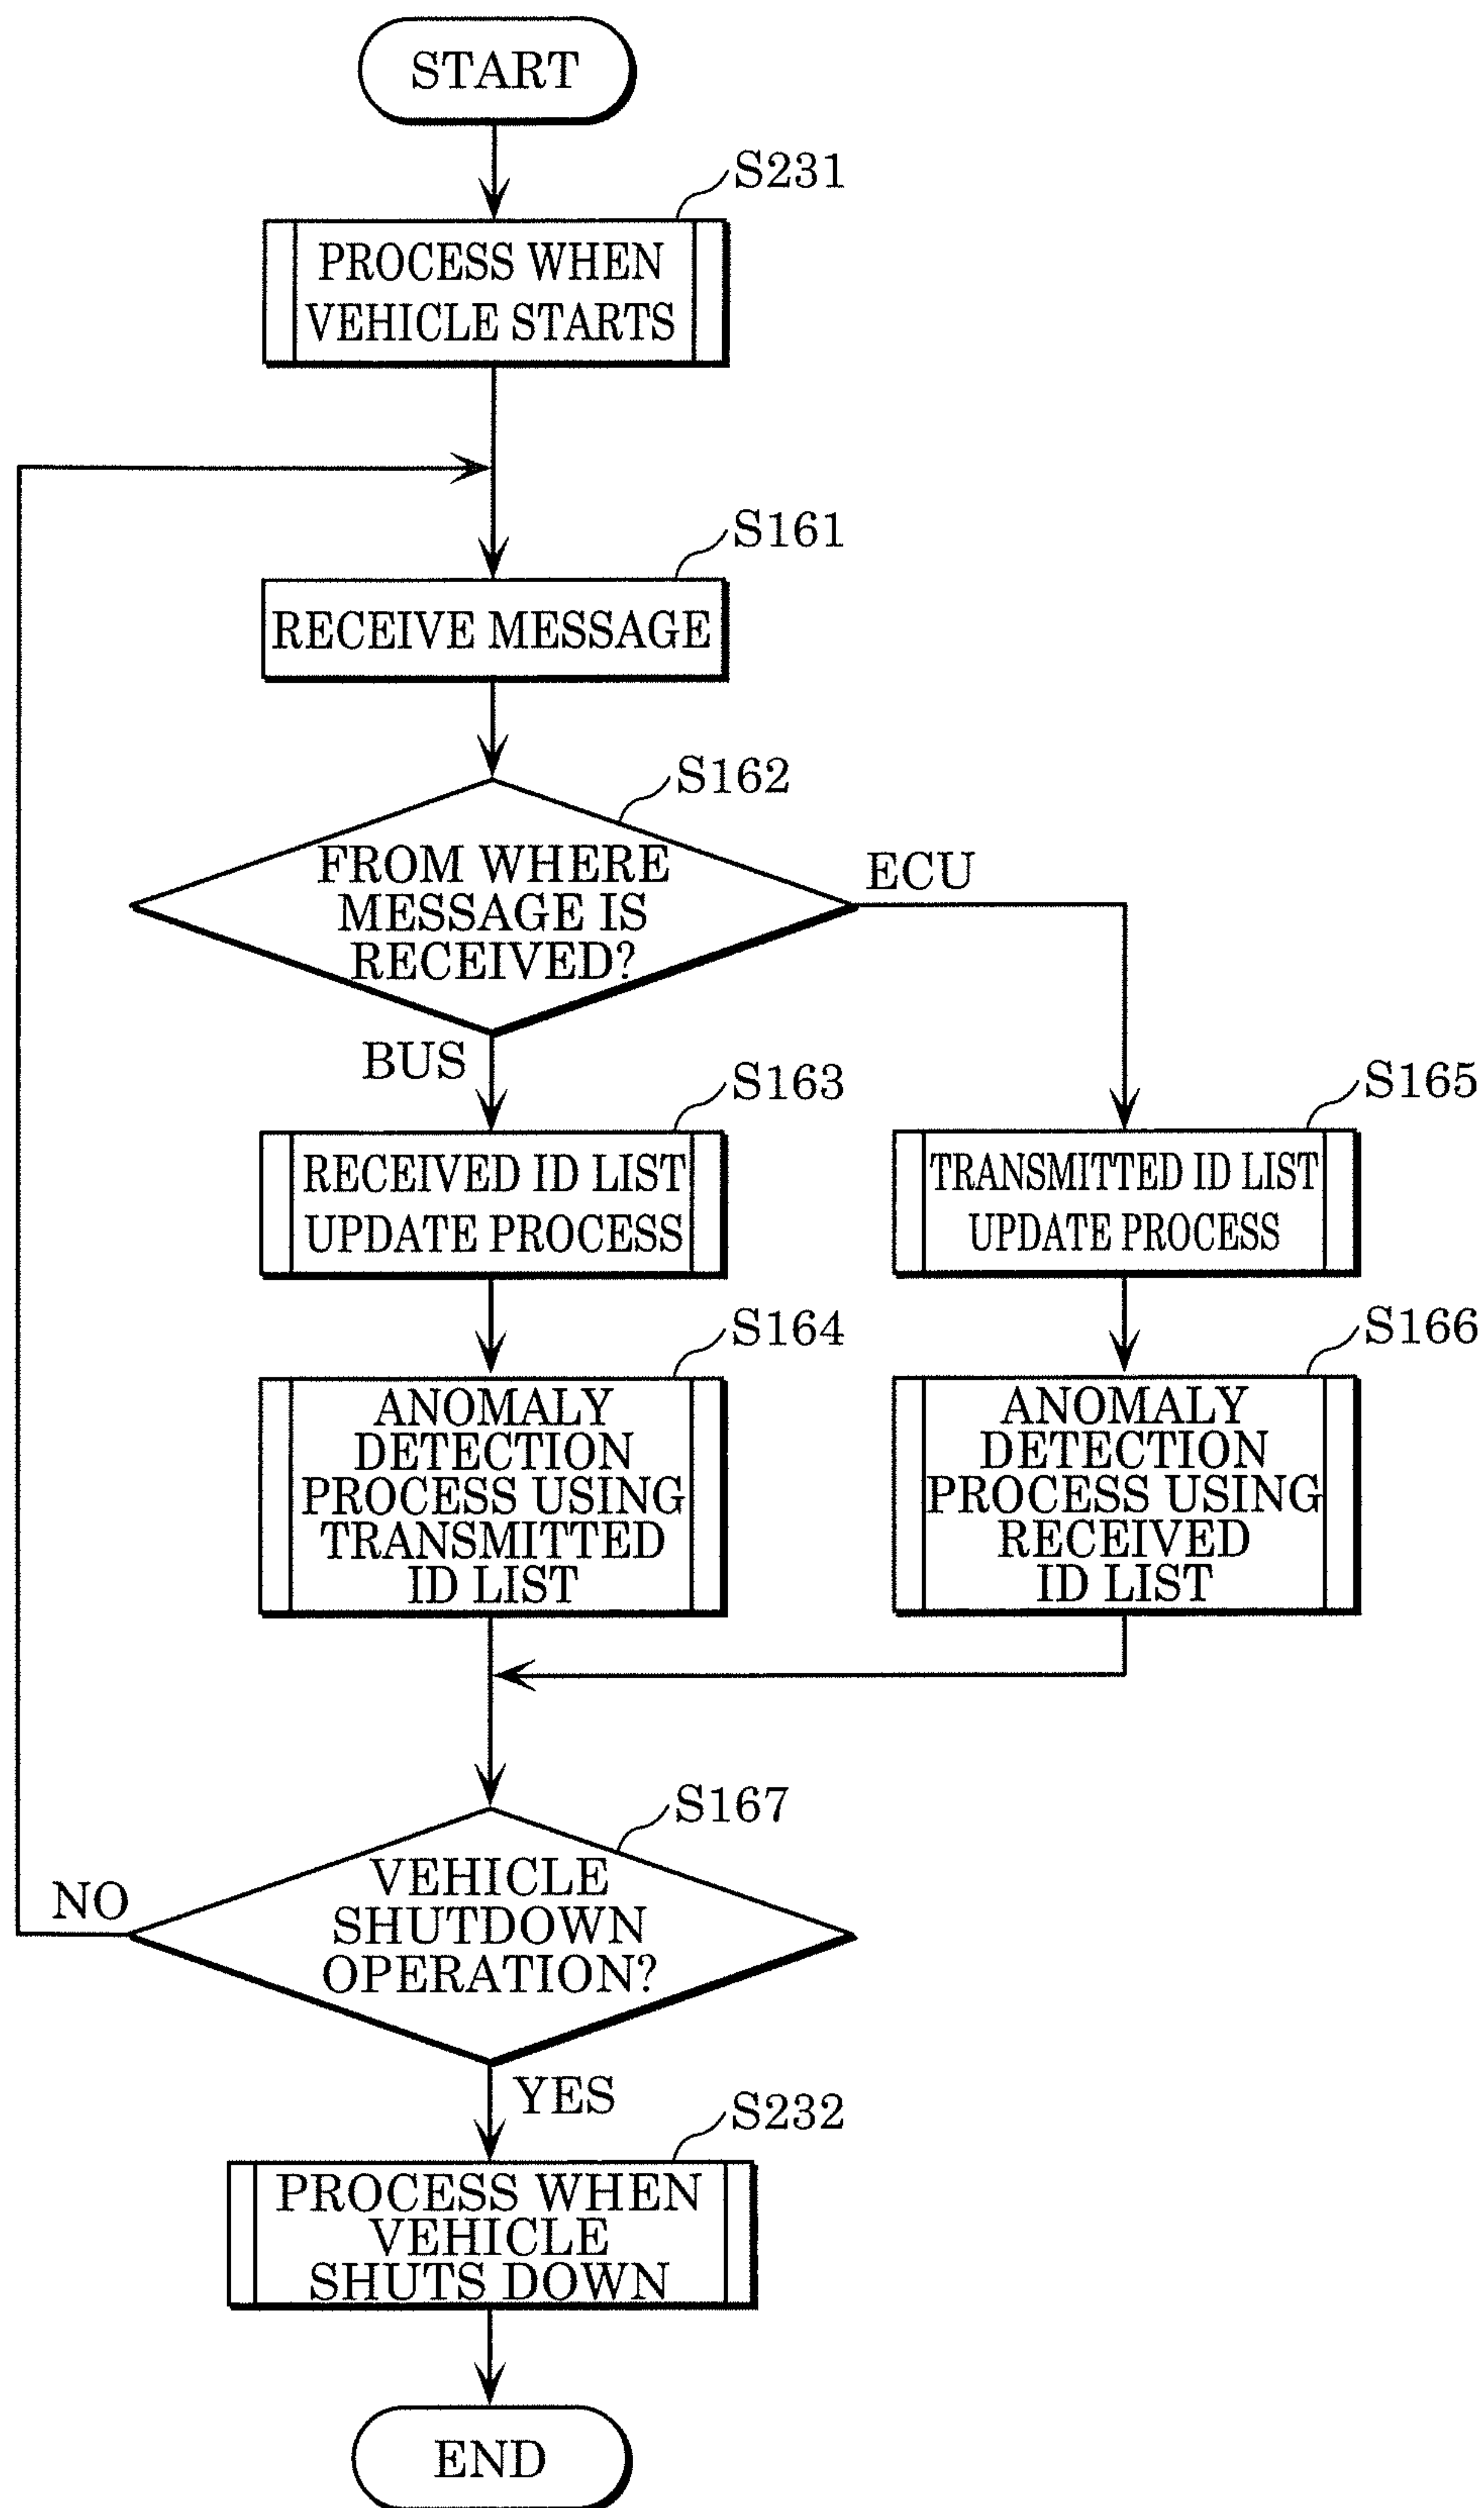 START
S231
PROCESS WHEN
VEHICLE STARTS
S161
RECEIVE MESSAGE
S162
FROM WHERE
MESSAGE IS
RECEIVED?
ECU
BUS
S163
RECEIVED ID LIST
UPDATE PROCESS
S165
TRANSMITTED ID LIST
UPDATE PROCESS
S164
ANOMALY
DETECTION
PROCESS USING
TRANSMITTED
ID LIST
S166
ANOMALY
DETECTION
PROCESS USING
RECEIVED
ID LIST
S167
VEHICLE
SHUTDOWN
OPERATION?
NO
YES
S232
PROCESS WHEN
VEHICLE
SHUTS DOWN
END